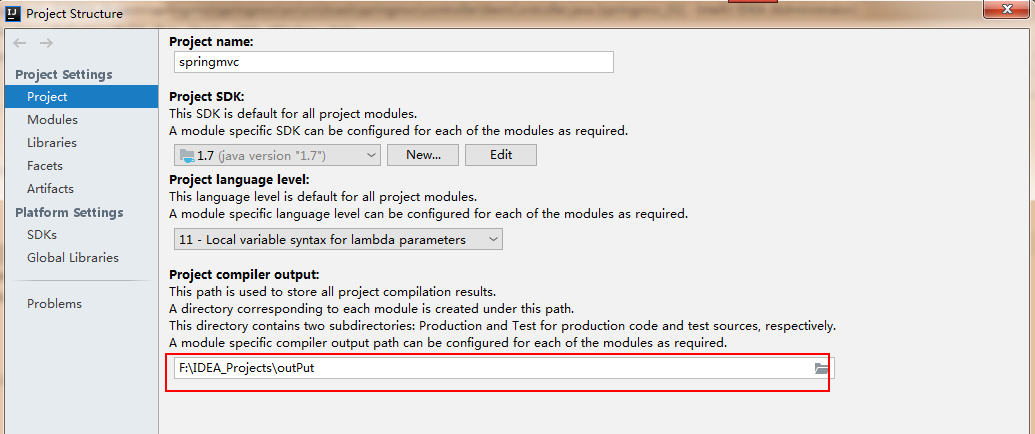 Project Structure
Project Settings
Project
Modules
Libraries
Facets
Artifacts
Platform Settings
SDKs
Global Libraries
Problems
Project name:
springmvc
Project SDK:
This SDK is default for all project modules.
A module specific SDK can be configured for each of the modules as required.
1.7 (java version "1.7")
New...
Edit
Project language level:
This language level is default for all project modules.
A module specific language level can be configured for each of the modules as required.
11 - Local variable syntax for lambda parameters
Project compiler output:
This path is used to store all project compilation results.
A directory corresponding to each module is created under this path.
This directory contains two subdirectories: Production and Test for production code and test sources, respectively.
A module specific compiler output path can be configured for each of the modules as required.
F:\IDEA_Projects\outPut